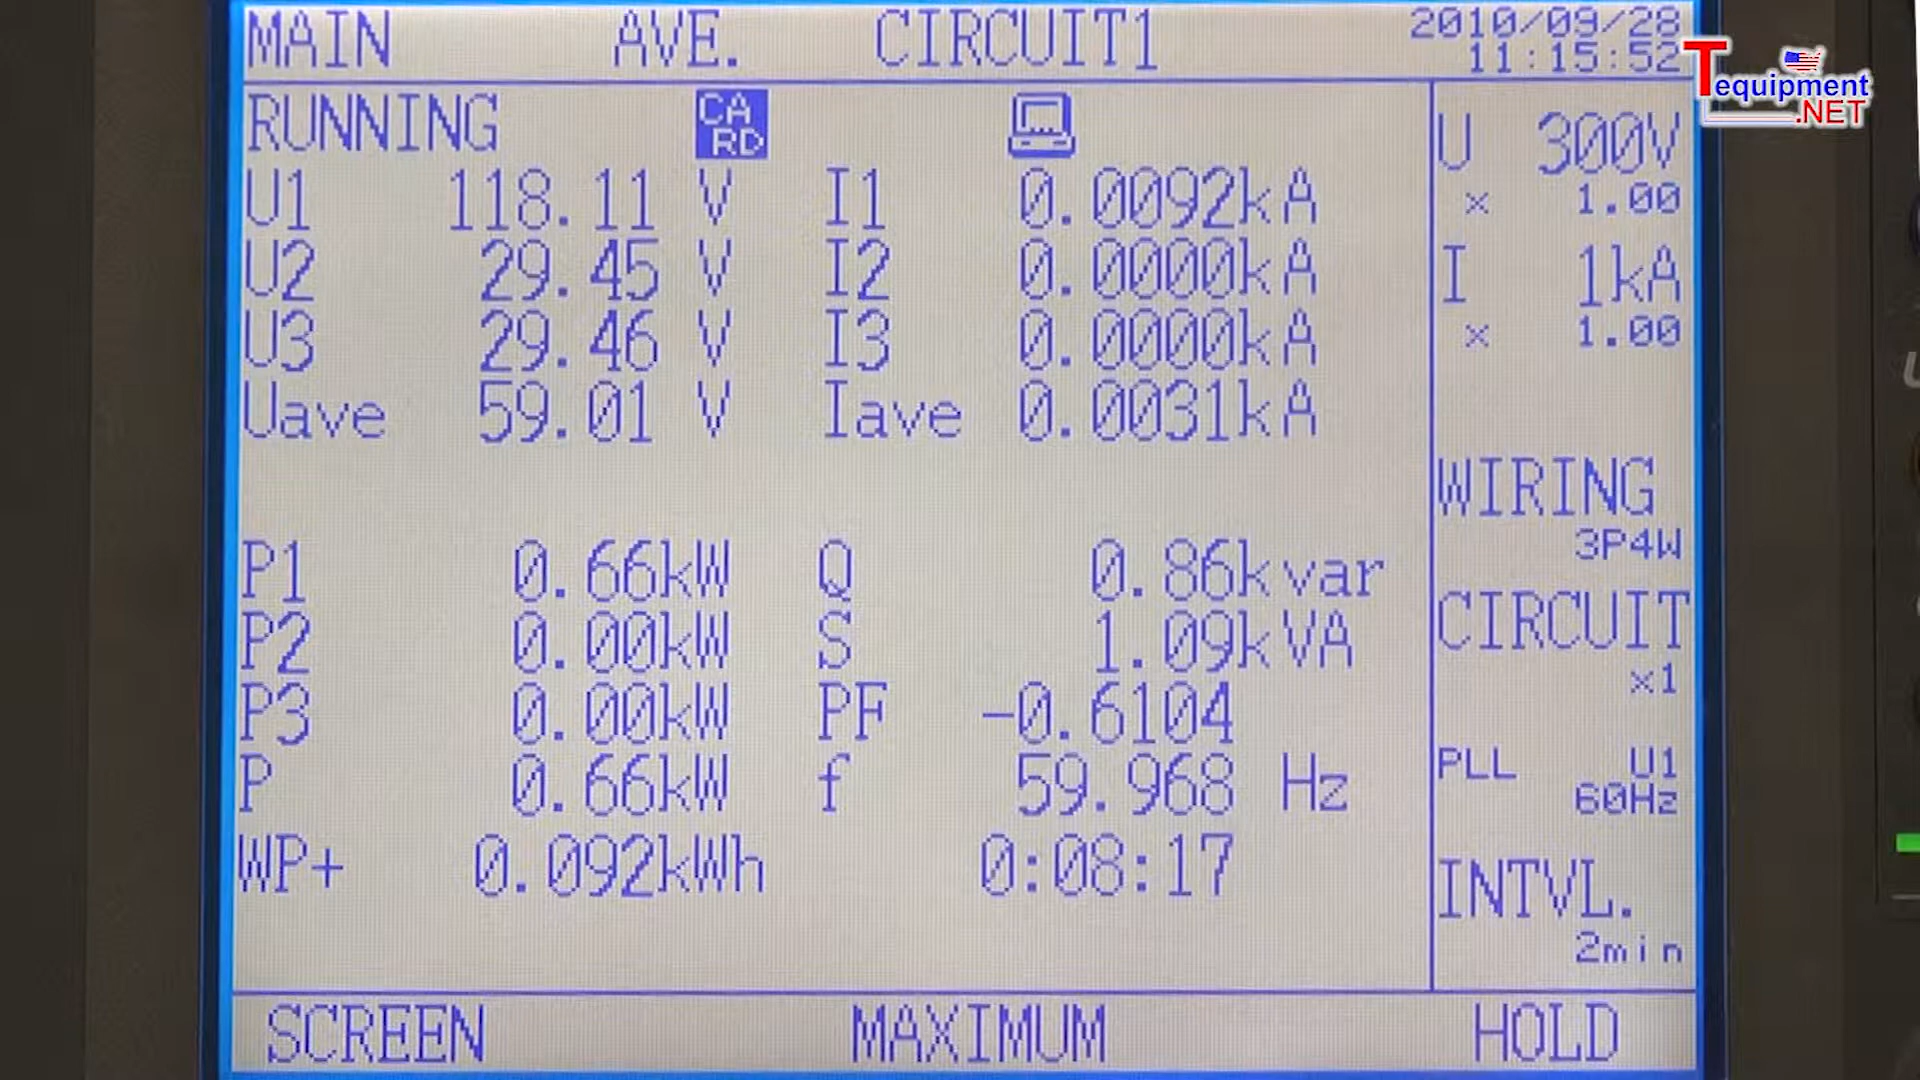 MAIN AVE. CIRCUIT1 2010/09/28
11:15:52
Tequipment
.NET
RUNNING CARD
U 300V
× 1.00
I 1kA
× 1.00
U1 118.11 V I1 0.0092kA
U2 29.45 V I2 0.0000kA
U3 29.46 V I3 0.0000kA
Uave 59.01 V Iave 0.0031kA
WIRING
3P4W
P1 0.66kW Q 0.86kvar
P2 0.00kW S 1.09kVA
P3 0.00kW PF -0.6104
P 0.66kW f 59.968 Hz
WP+ 0.092kWh 0:08:17
CIRCUIT
×1
PLL U1
60Hz
INTVL.
2min
SCREEN MAXIMUM HOLD